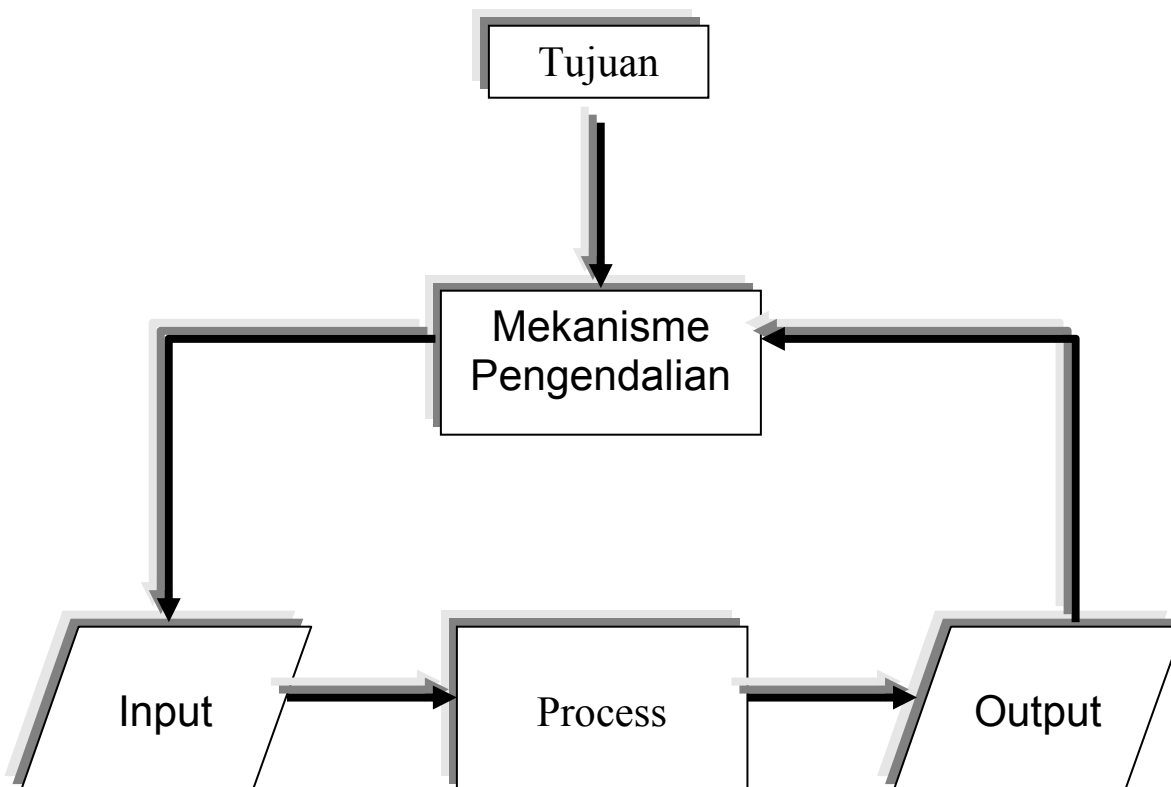 Tujuan
Mekanisme
Pengendalian
Input
Process
Output